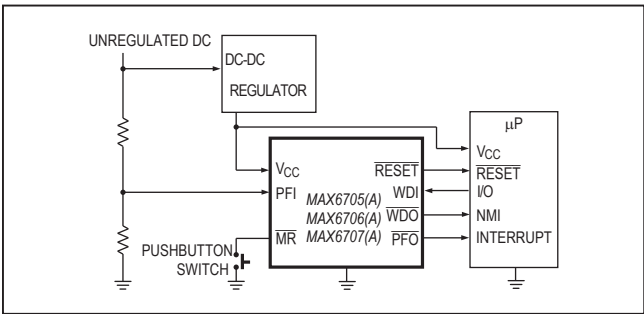 UNREGULATED DC
DC-DC
REGULATOR
μP
VCC
RESET
VCC
RESET
PFI
WDI
I/O
MAX6705(A)
MAX6706(A)
WDO
NMI
MR
MAX6707(A)
PFO
INTERRUPT
PUSHBUTTON
SWITCH